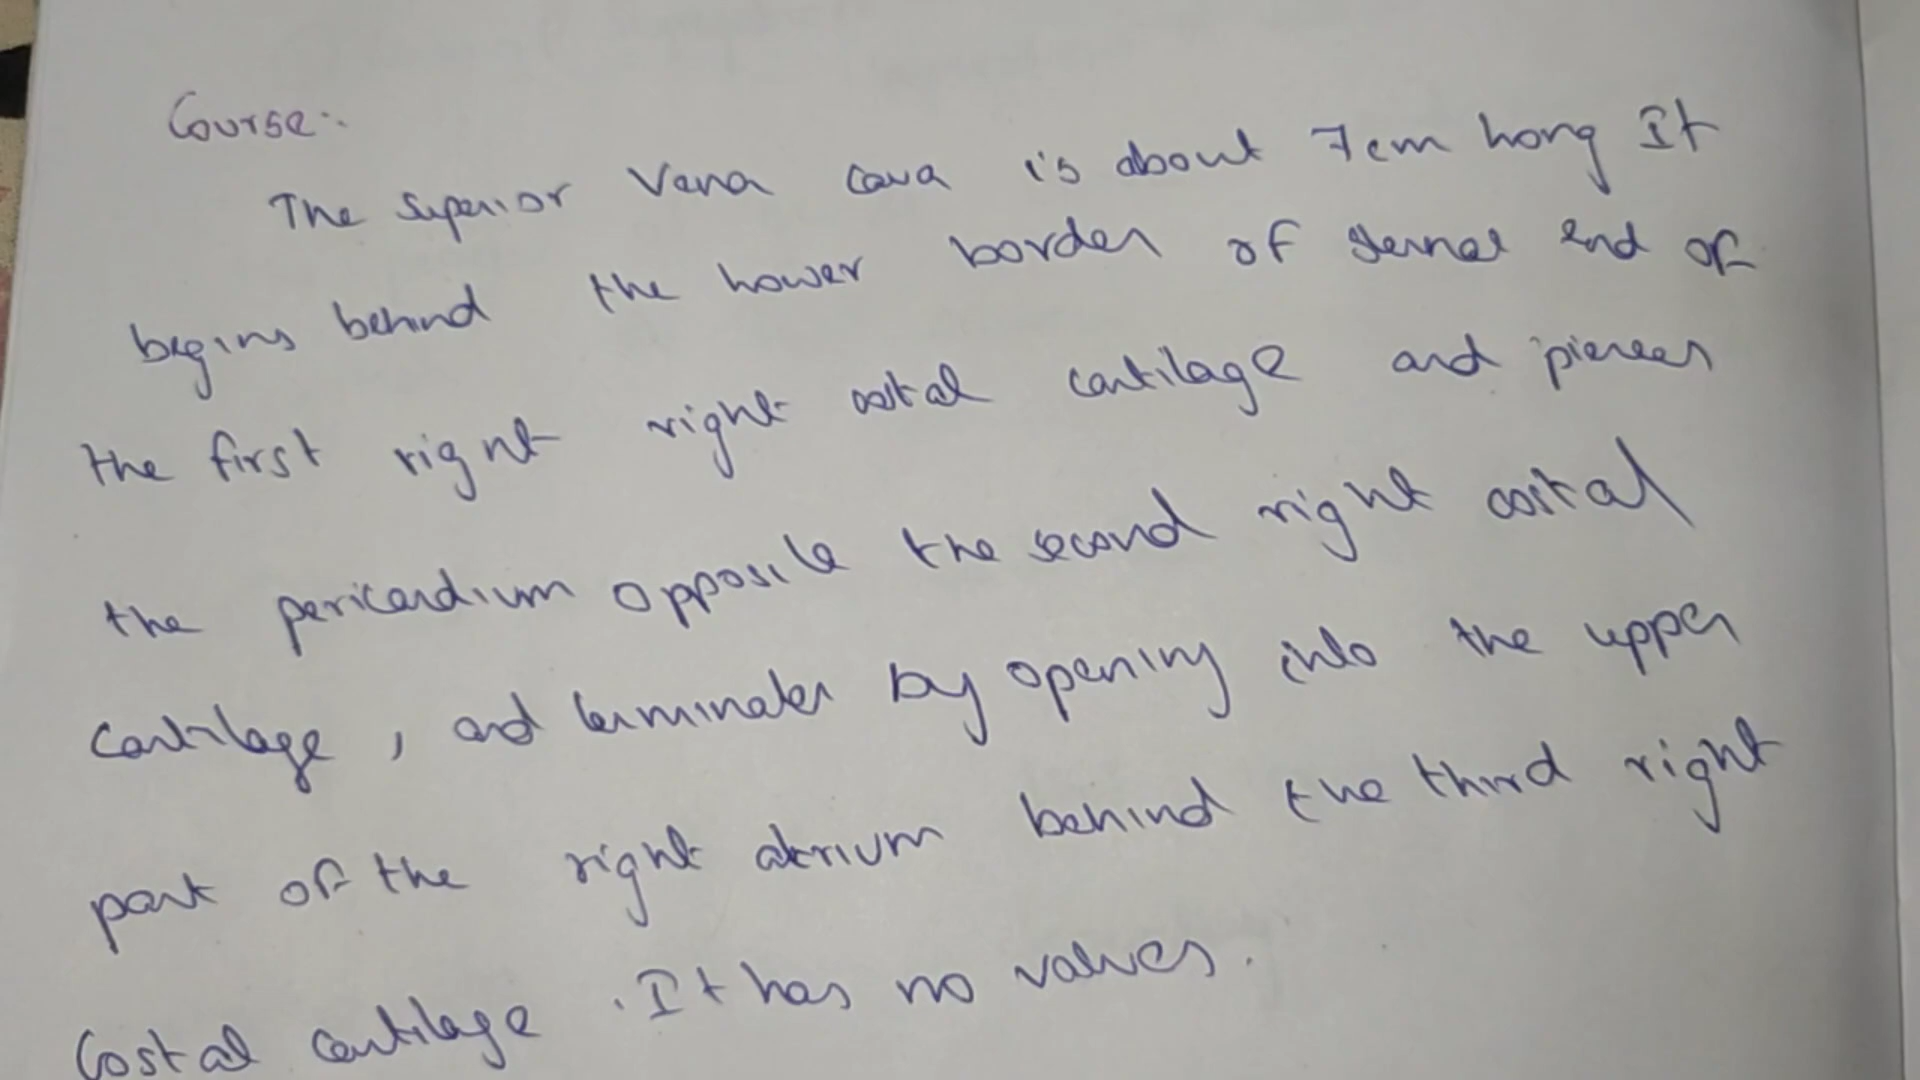 Course:-
The Superior Vena cava is about 7cm long It
begins behind the lower border of sternal end of
the first right right costal cartilage and pierces
the pericardium opposite the second right costal
cartilage, and terminates by opening into the upper
part of the right atrium behind the third right
Costal cartilage. It has no valves.